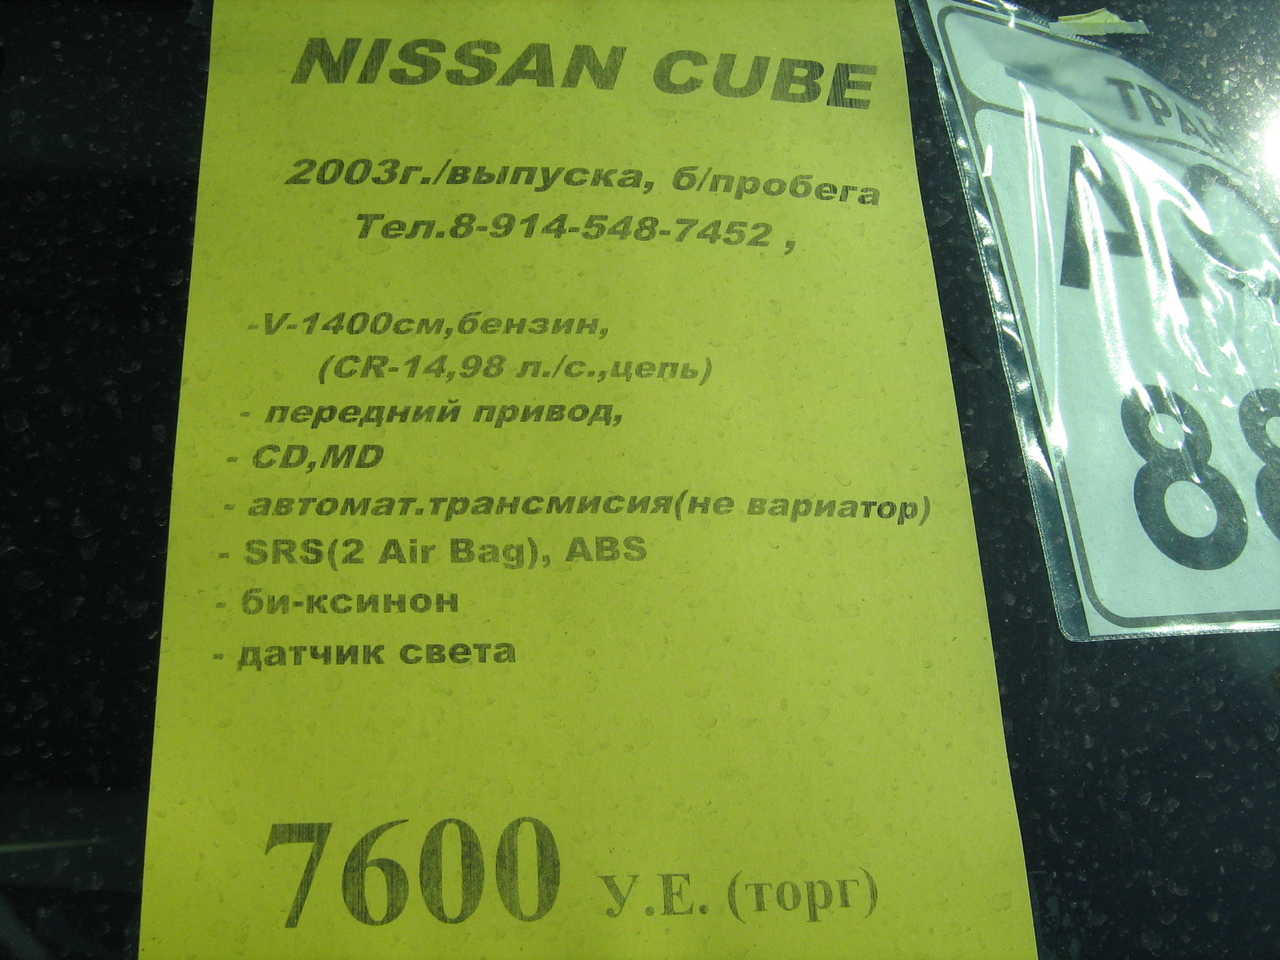 NISSAN CUBE
2003г./выпуска, б/пробега
Тел.8-914-548-7452 ,
-V-1400см,бензин,
(CR-14,98 л./с.,цепь)
- передний привод,
- CD,MD
- автомат.трансмисия(не вариатор)
- SRS(2 Air Bag), ABS
- би-ксинон
- датчик света
7600 У.Е. (торг)
88